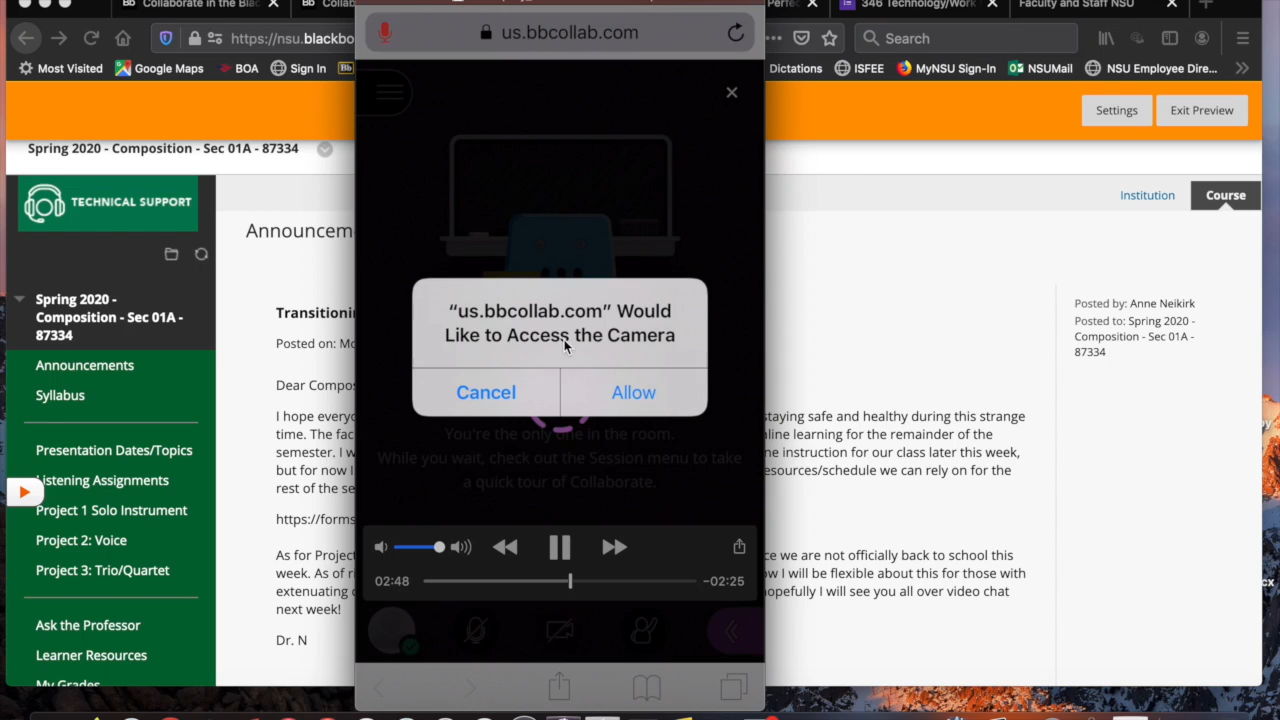 Collaborate in the Bla
Collab
Perfec
346 Technology/Work
Faculty and Staff NSU
https://nsu.blackbo
Search
Most Visited
Google Maps
BOA
Sign In
Bb
Dictations
ISFEE
MyNSU Sign-In
NSUMail
NSU Employee Dire...
us.bbcollab.com
Settings
Exit Preview
Spring 2020 - Composition - Sec 01A - 87334
TECHNICAL SUPPORT
Institution
Course
Spring 2020 -
Composition - Sec 01A -
87334
Announcements
Syllabus
Presentation Dates/Topics
Listening Assignments
Project 1 Solo Instrument
Project 2: Voice
Project 3: Trio/Quartet
Ask the Professor
Learner Resources
My Grades
Announcem
Transitionin
Posted on: Mo
Dear Compos
I hope everyo
time. The fac
semester. I w
but for now I
rest of the se
https://forms
As for Project
week. As of r
extenuating c
next week!
Dr. N
“us.bbcollab.com” Would
Like to Access the Camera
Cancel
Allow
You're the only one in the room.
While you wait, check out the Session menu to take
a quick tour of Collaborate.
02:48
−02:25
staying safe and healthy during this strange
nline learning for the remainder of the
ne instruction for our class later this week,
esources/schedule we can rely on for the
ce we are not officially back to school this
w I will be flexible about this for those with
opefully I will see you all over video chat
Posted by: Anne Neikirk
Posted to: Spring 2020 -
Composition - Sec 01A -
87334